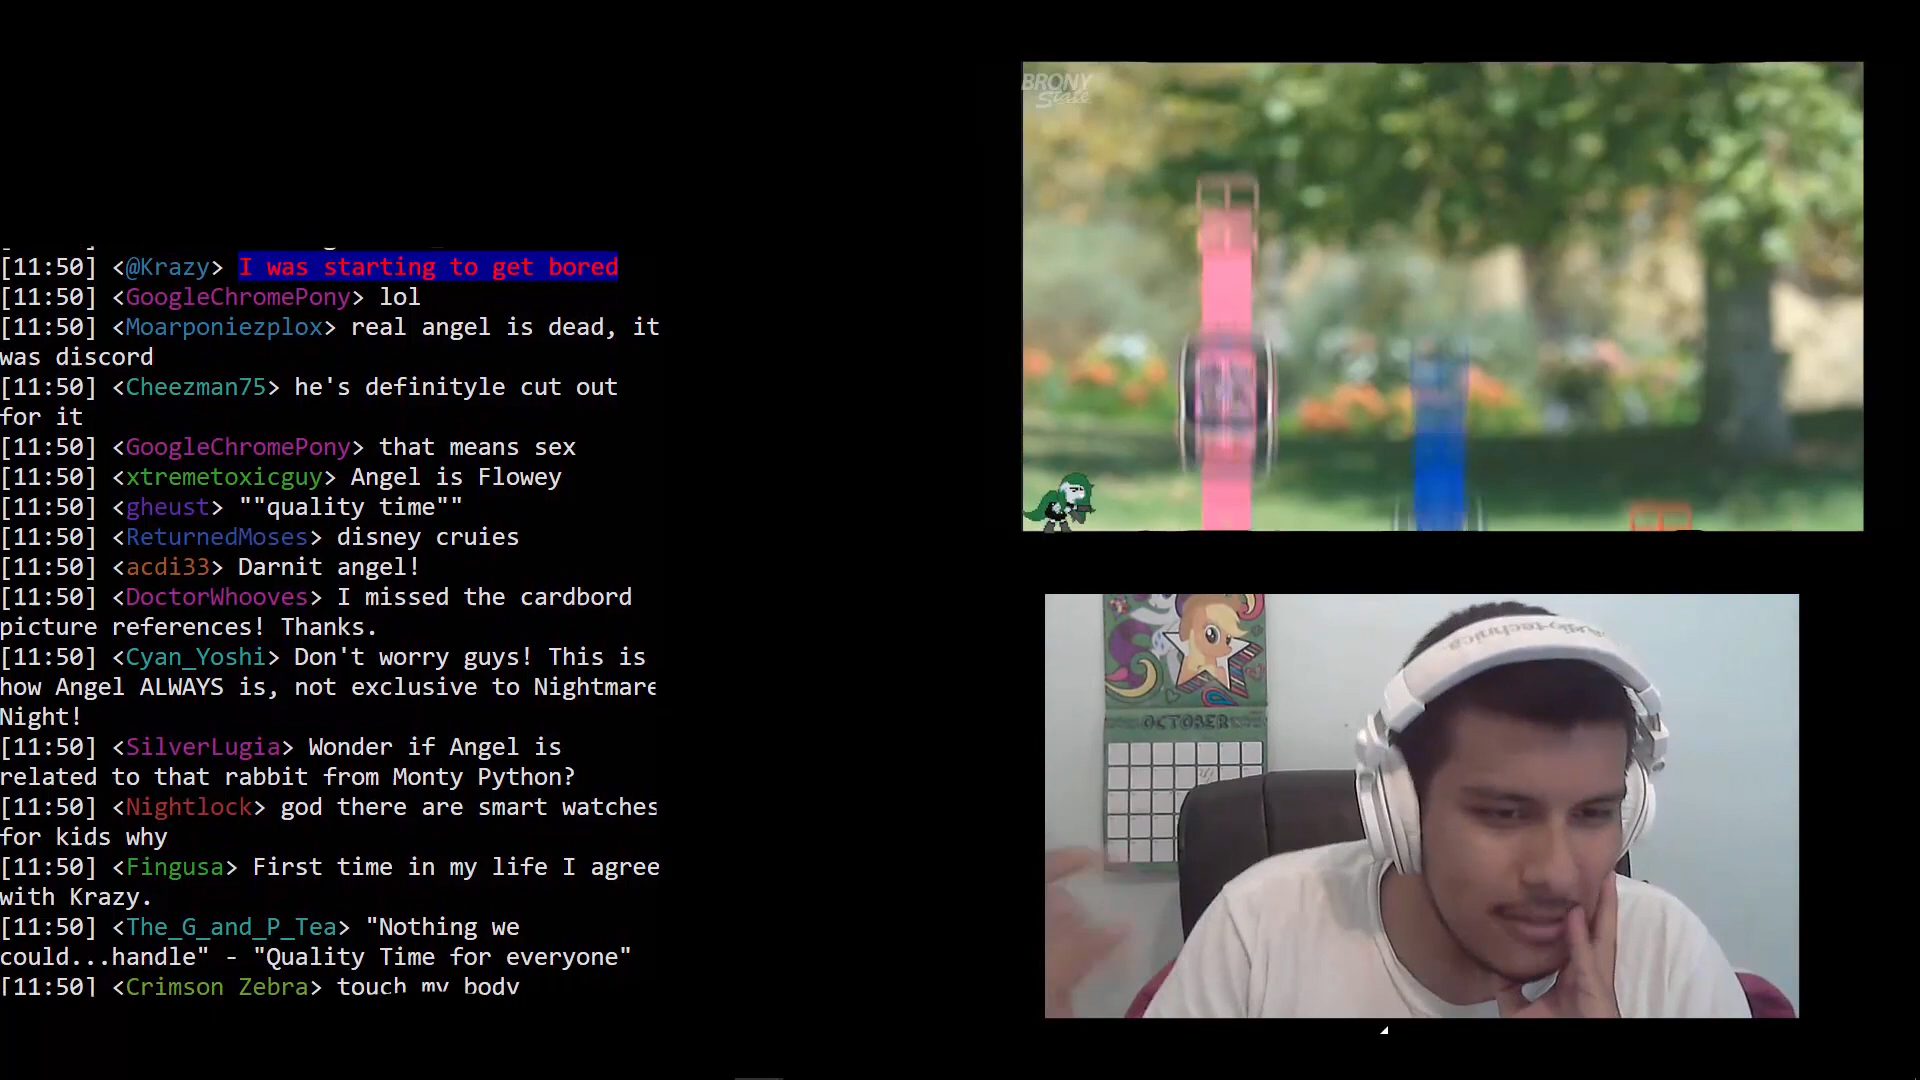 [11:50] <@Krazy> I was starting to get bored
[11:50] <GoogleChromePony> lol
[11:50] <Moarponiezplox> real angel is dead, it
was discord
[11:50] <Cheezman75> he's definityle cut out
for it
[11:50] <GoogleChromePony> that means sex
[11:50] <xtremetoxicguy> Angel is Flowey
[11:50] <gheust> ""quality time""
[11:50] <ReturnedMoses> disney cruies
[11:50] <acdi33> Darnit angel!
[11:50] <DoctorWhooves> I missed the cardbord
picture references! Thanks.
[11:50] <Cyan_Yoshi> Don't worry guys! This is
how Angel ALWAYS is, not exclusive to Nightmare
Night!
[11:50] <SilverLugia> Wonder if Angel is
related to that rabbit from Monty Python?
[11:50] <Nightlock> god there are smart watches
for kids why
[11:50] <Fingusa> First time in my life I agree
with Krazy.
[11:50] <The_G_and_P_Tea> "Nothing we
could...handle" - "Quality Time for everyone"
[11:50] <Crimson Zebra> touch my body
BRONY
State
OCTOBER
audio-technica